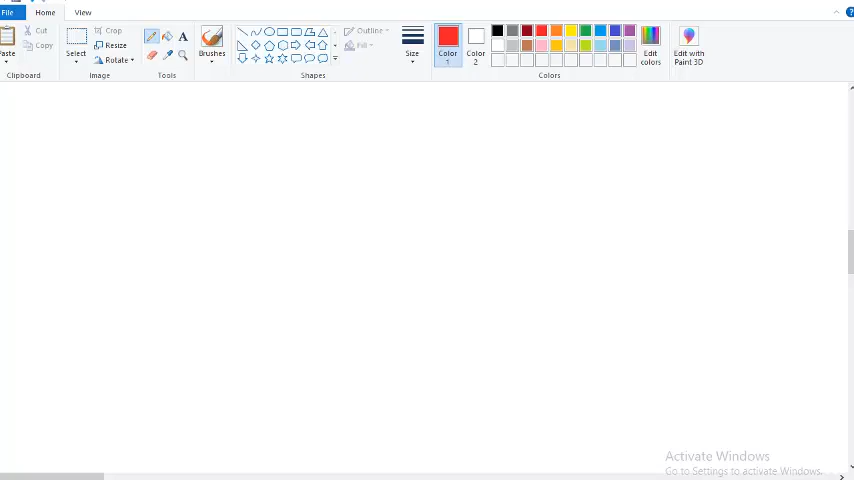 File Home View
Cut Copy Clipboard
Select Crop Resize Rotate Image
Tools
Brushes
Outline Fill Shapes
Size
Color 1
Color 2
Edit colors
Colors
Edit with Paint 3D
Activate Windows
Go to Settings to activate Windows.